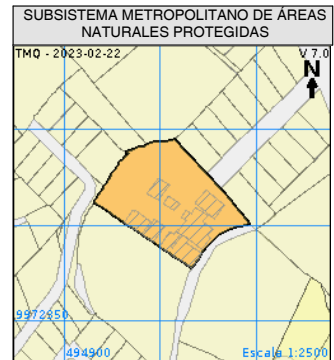 SUBSISTEMA METROPOLITANO DE ÁREAS
NATURALES PROTEGIDAS
TMQ - 2023-02-22
V 7.0
N
9972350
494900
Escala 1:2500